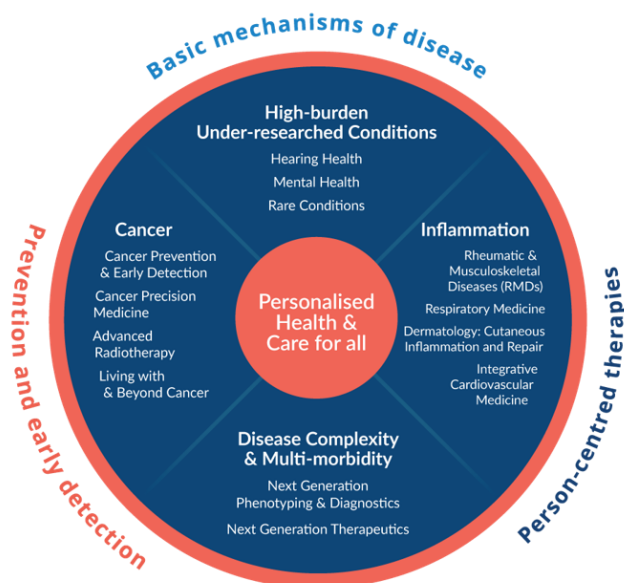 Basic mechanisms of disease
High-burden
Under-researched Conditions
Hearing Health
Mental Health
Rare Conditions
Cancer
Cancer Prevention
& Early Detection
Cancer Precision
Medicine
Advanced
Radiotherapy
Living with
& Beyond Cancer
Personalised
Health &
Care for all
Inflammation
Rheumatic &
Musculoskeletal
Diseases (RMDs)
Respiratory Medicine
Dermatology: Cutaneous
Inflammation and Repair
Integrative
Cardiovascular
Medicine
Disease Complexity
& Multi-morbidity
Next Generation
Phenotyping & Diagnostics
Next Generation Therapeutics
Prevention and early detection
Person-centred therapies